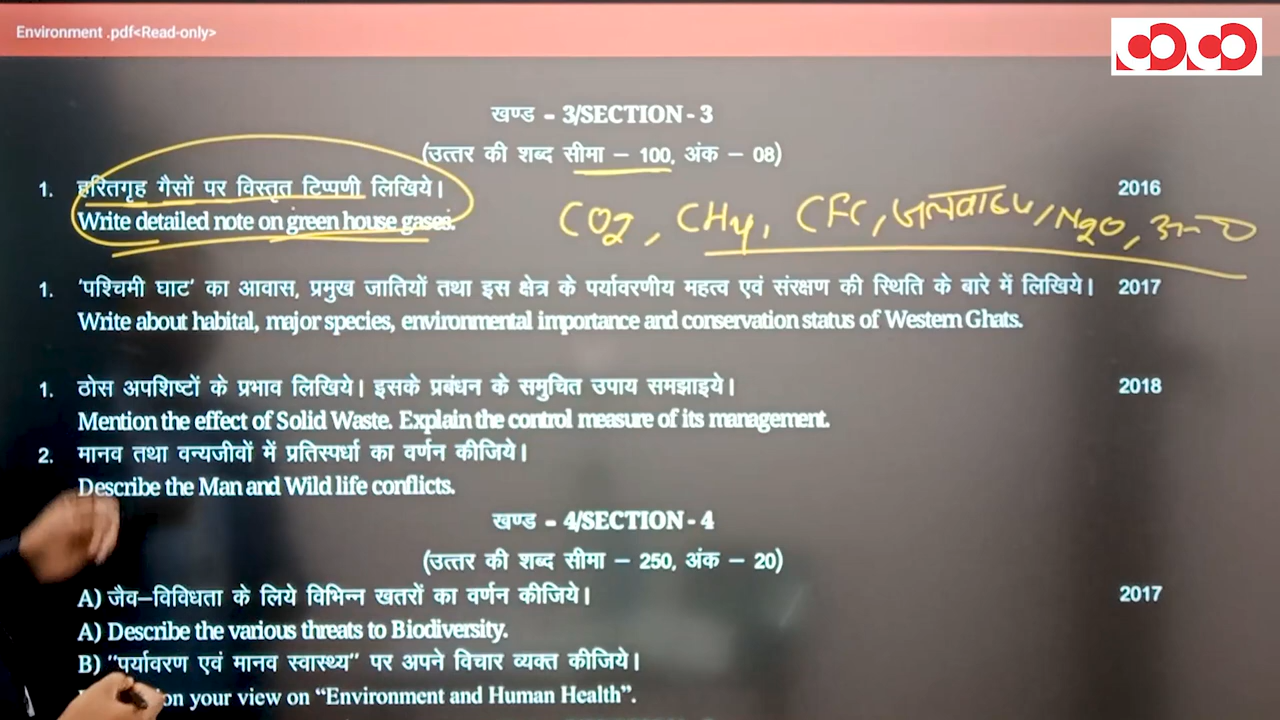 Environment .pdf<Read-only>
खण्ड - 3/SECTION - 3
(उत्तर की शब्द सीमा – 100, अंक – 08)
1. हरितगृह गैसों पर विस्तृत टिप्पणी लिखिये। 2016
Write detailed note on green house gases.
CO2, CH4, CFC, जलवाष्प, N2O,
1. 'पश्चिमी घाट' का आवास, प्रमुख जातियों तथा इस क्षेत्र के पर्यावरणीय महत्व एवं संरक्षण की स्थिति के बारे में लिखिये। 2017
Write about habital, major species, environmental importance and conservation status of Western Ghats.
1. ठोस अपशिष्टों के प्रभाव लिखिये। इसके प्रबंधन के समुचित उपाय समझाइये। 2018
Mention the effect of Solid Waste. Explain the control measure of its management.
2. मानव तथा वन्यजीवों में प्रतिस्पर्धा का वर्णन कीजिये।
Describe the Man and Wild life conflicts.
खण्ड - 4/SECTION - 4
(उत्तर की शब्द सीमा – 250, अंक – 20)
A) जैव–विविधता के लिये विभिन्न खतरों का वर्णन कीजिये। 2017
A) Describe the various threats to Biodiversity.
B) "पर्यावरण एवं मानव स्वास्थ्य" पर अपने विचार व्यक्त कीजिये।
on your view on “Environment and Human Health”.